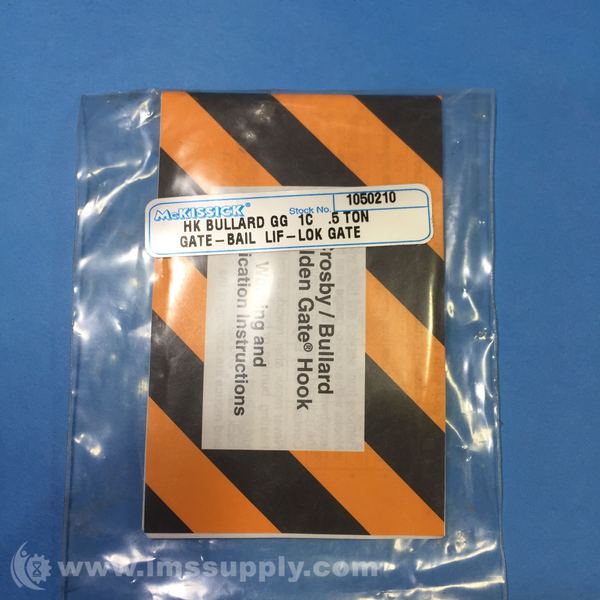 McKISSICK® Stock No. 1050210
HK BULLARD GG 1C .5 TON
GATE-BAIL LIF-LOK GATE
rosby / Bullard
lden Gate® Hook
W ing and
ication Instructions
www.imssupply.com